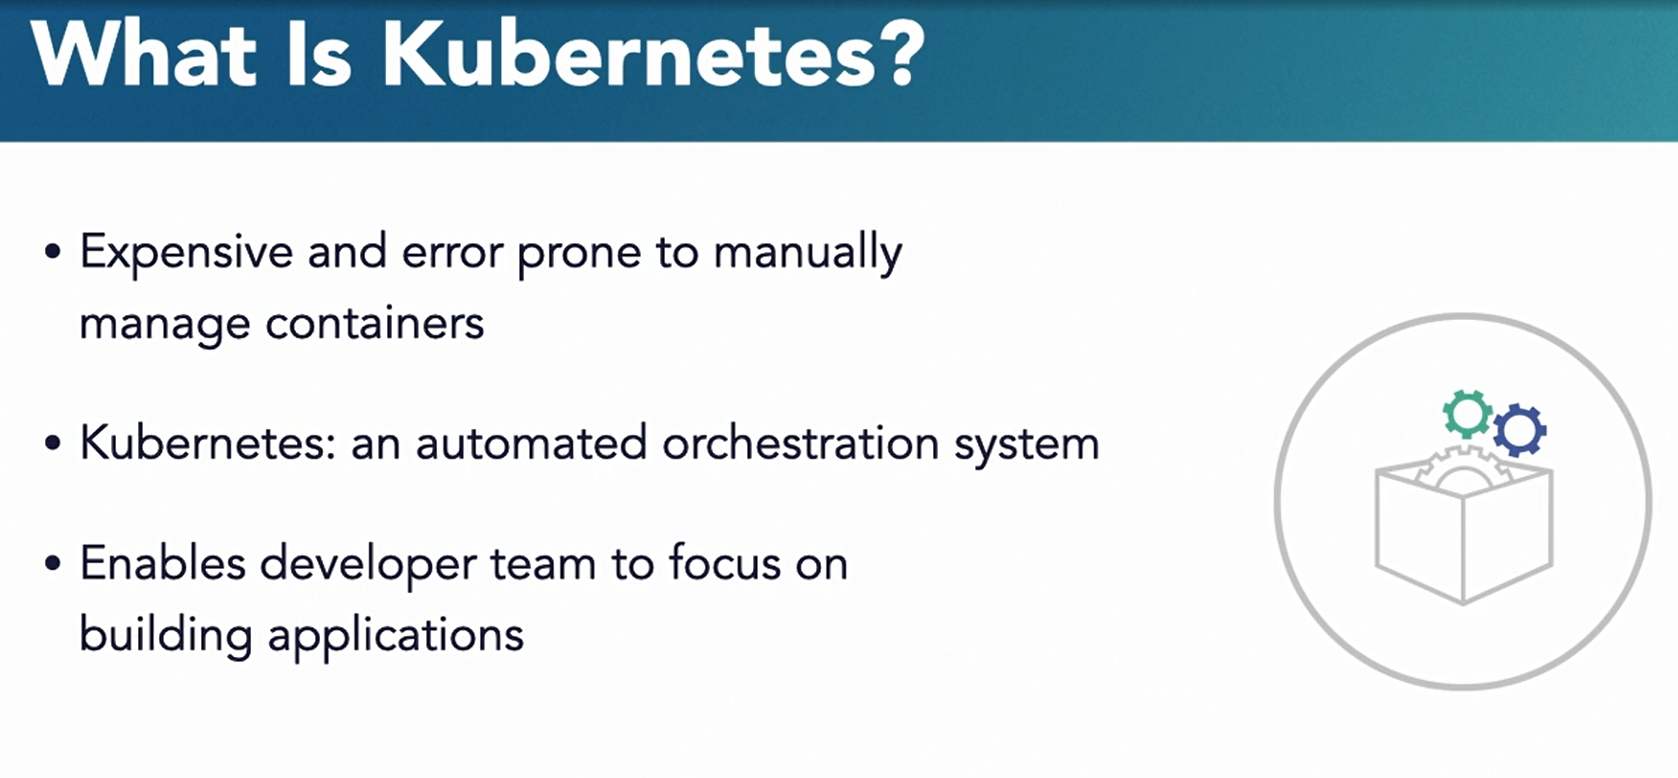 What Is Kubernetes?
• Expensive and error prone to manually
manage containers
• Kubernetes: an automated orchestration system
• Enables developer team to focus on
building applications